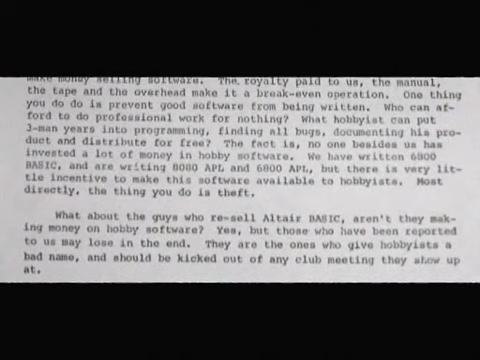 make money selling software. The royalty paid to us, the manual,
the tape and the overhead make it a break-even operation. One thing
you do do is prevent good software from being written. Who can af-
ford to do professional work for nothing? What hobbyist can put
3-man years into programming, finding all bugs, documenting his pro-
duct and distribute for free? The fact is, no one besides us has
invested a lot of money in hobby software. We have written 6800
BASIC, and are writing 8080 APL and 6800 APL, but there is very lit-
tle incentive to make this software available to hobbyists. Most
directly, the thing you do is theft.
What about the guys who re-sell Altair BASIC, aren't they mak-
ing money on hobby software? Yes, but those who have been reported
to us may lose in the end. They are the ones who give hobbyists a
bad name, and should be kicked out of any club meeting they show up
at.